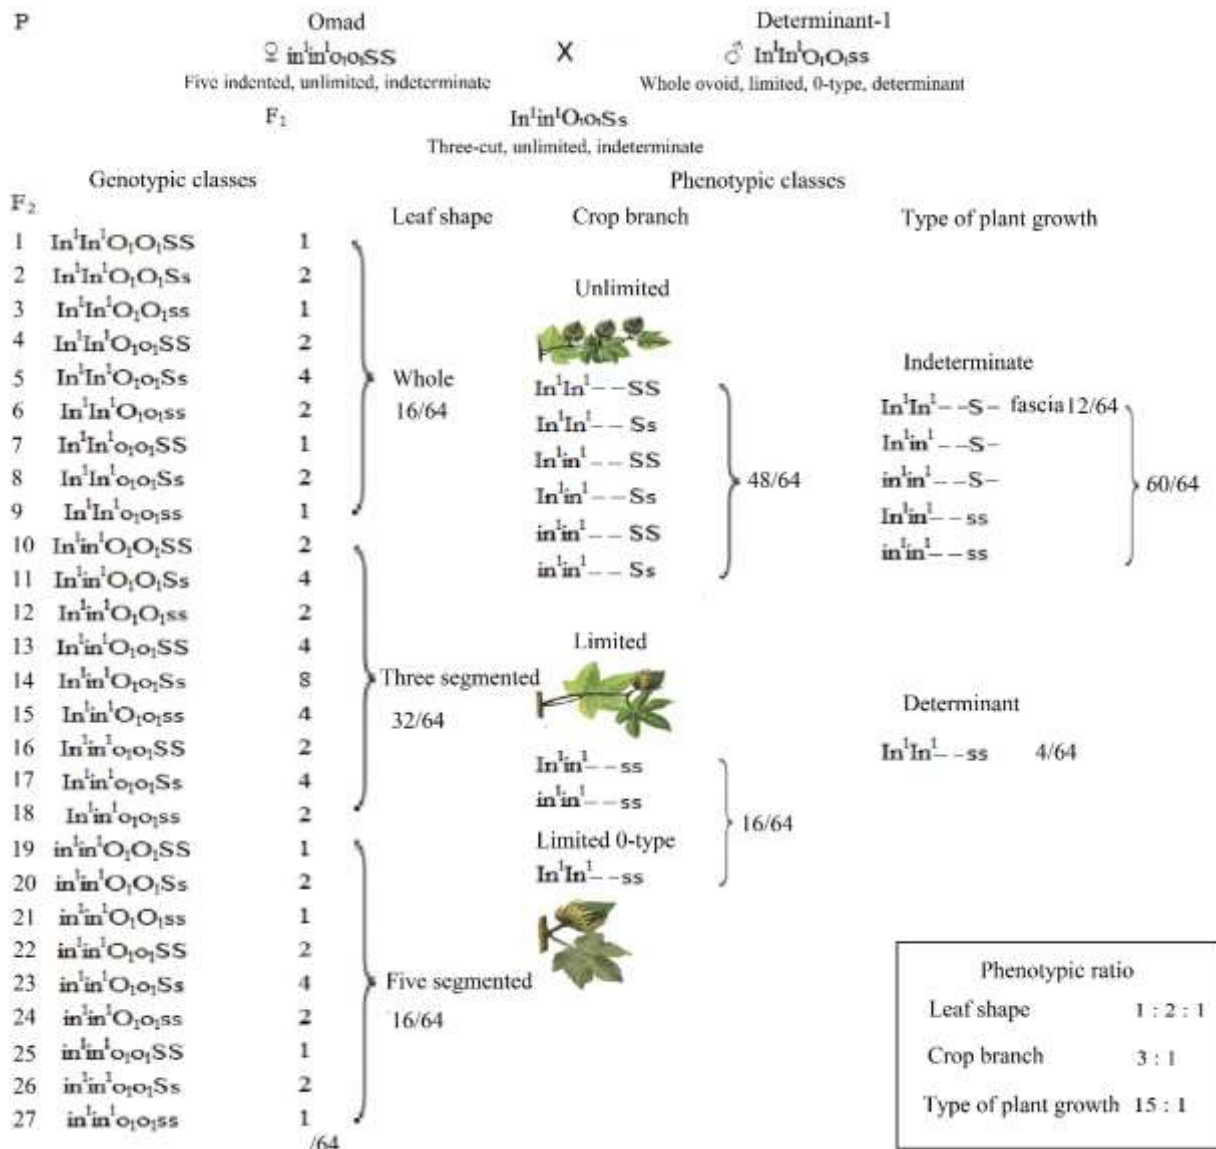 P
Omad
♀ in¹in¹o₁o₁SS
Five indented, unlimited, indeterminate
X
Determinant-1
♂ In¹In¹O₁O₁ss
Whole ovoid, limited, 0-type, determinant
F₁
In¹in¹O₁o₁Ss
Three-cut, unlimited, indeterminate
Genotypic classes
Phenotypic classes
F₂
Leaf shape
Crop branch
Type of plant growth
1 In¹In¹O₁O₁SS 1
2 In¹In¹O₁O₁Ss 2
3 In¹In¹O₁O₁ss 1
4 In¹In¹O₁o₁SS 2
5 In¹In¹O₁o₁Ss 4
6 In¹In¹O₁o₁ss 2
7 In¹In¹o₁o₁SS 1
8 In¹In¹o₁o₁Ss 2
9 In¹In¹o₁o₁ss 1
10 In¹in¹O₁O₁SS 2
11 In¹in¹O₁O₁Ss 4
12 In¹in¹O₁O₁ss 2
13 In¹in¹O₁o₁SS 4
14 In¹in¹O₁o₁Ss 8
15 In¹in¹O₁o₁ss 4
16 In¹in¹o₁o₁SS 2
17 In¹in¹o₁o₁Ss 4
18 In¹in¹o₁o₁ss 2
19 in¹in¹O₁O₁SS 1
20 in¹in¹O₁O₁Ss 2
21 in¹in¹O₁O₁ss 1
22 in¹in¹O₁o₁SS 2
23 in¹in¹O₁o₁Ss 4
24 in¹in¹O₁o₁ss 2
25 in¹in¹o₁o₁SS 1
26 in¹in¹o₁o₁Ss 2
27 in¹in¹o₁o₁ss 1
/64
Whole
16/64
Three segmented
32/64
Five segmented
16/64
Unlimited
In¹In¹– –SS
In¹In¹– –Ss
In¹in¹– – SS
In¹in¹– –Ss
in¹in¹– – SS
in¹in¹– – Ss
48/64
Limited
In¹in¹– –ss
in¹in¹– –ss
Limited 0-type
In¹In¹– –ss
16/64
Indeterminate
In¹In¹– –S– fascia 12/64
In¹in¹– –S–
in¹in¹– –S–
In¹in¹– –ss
in¹in¹– –ss
60/64
Determinant
In¹In¹– –ss 4/64
Phenotypic ratio
Leaf shape 1 : 2 : 1
Crop branch 3 : 1
Type of plant growth 15 : 1